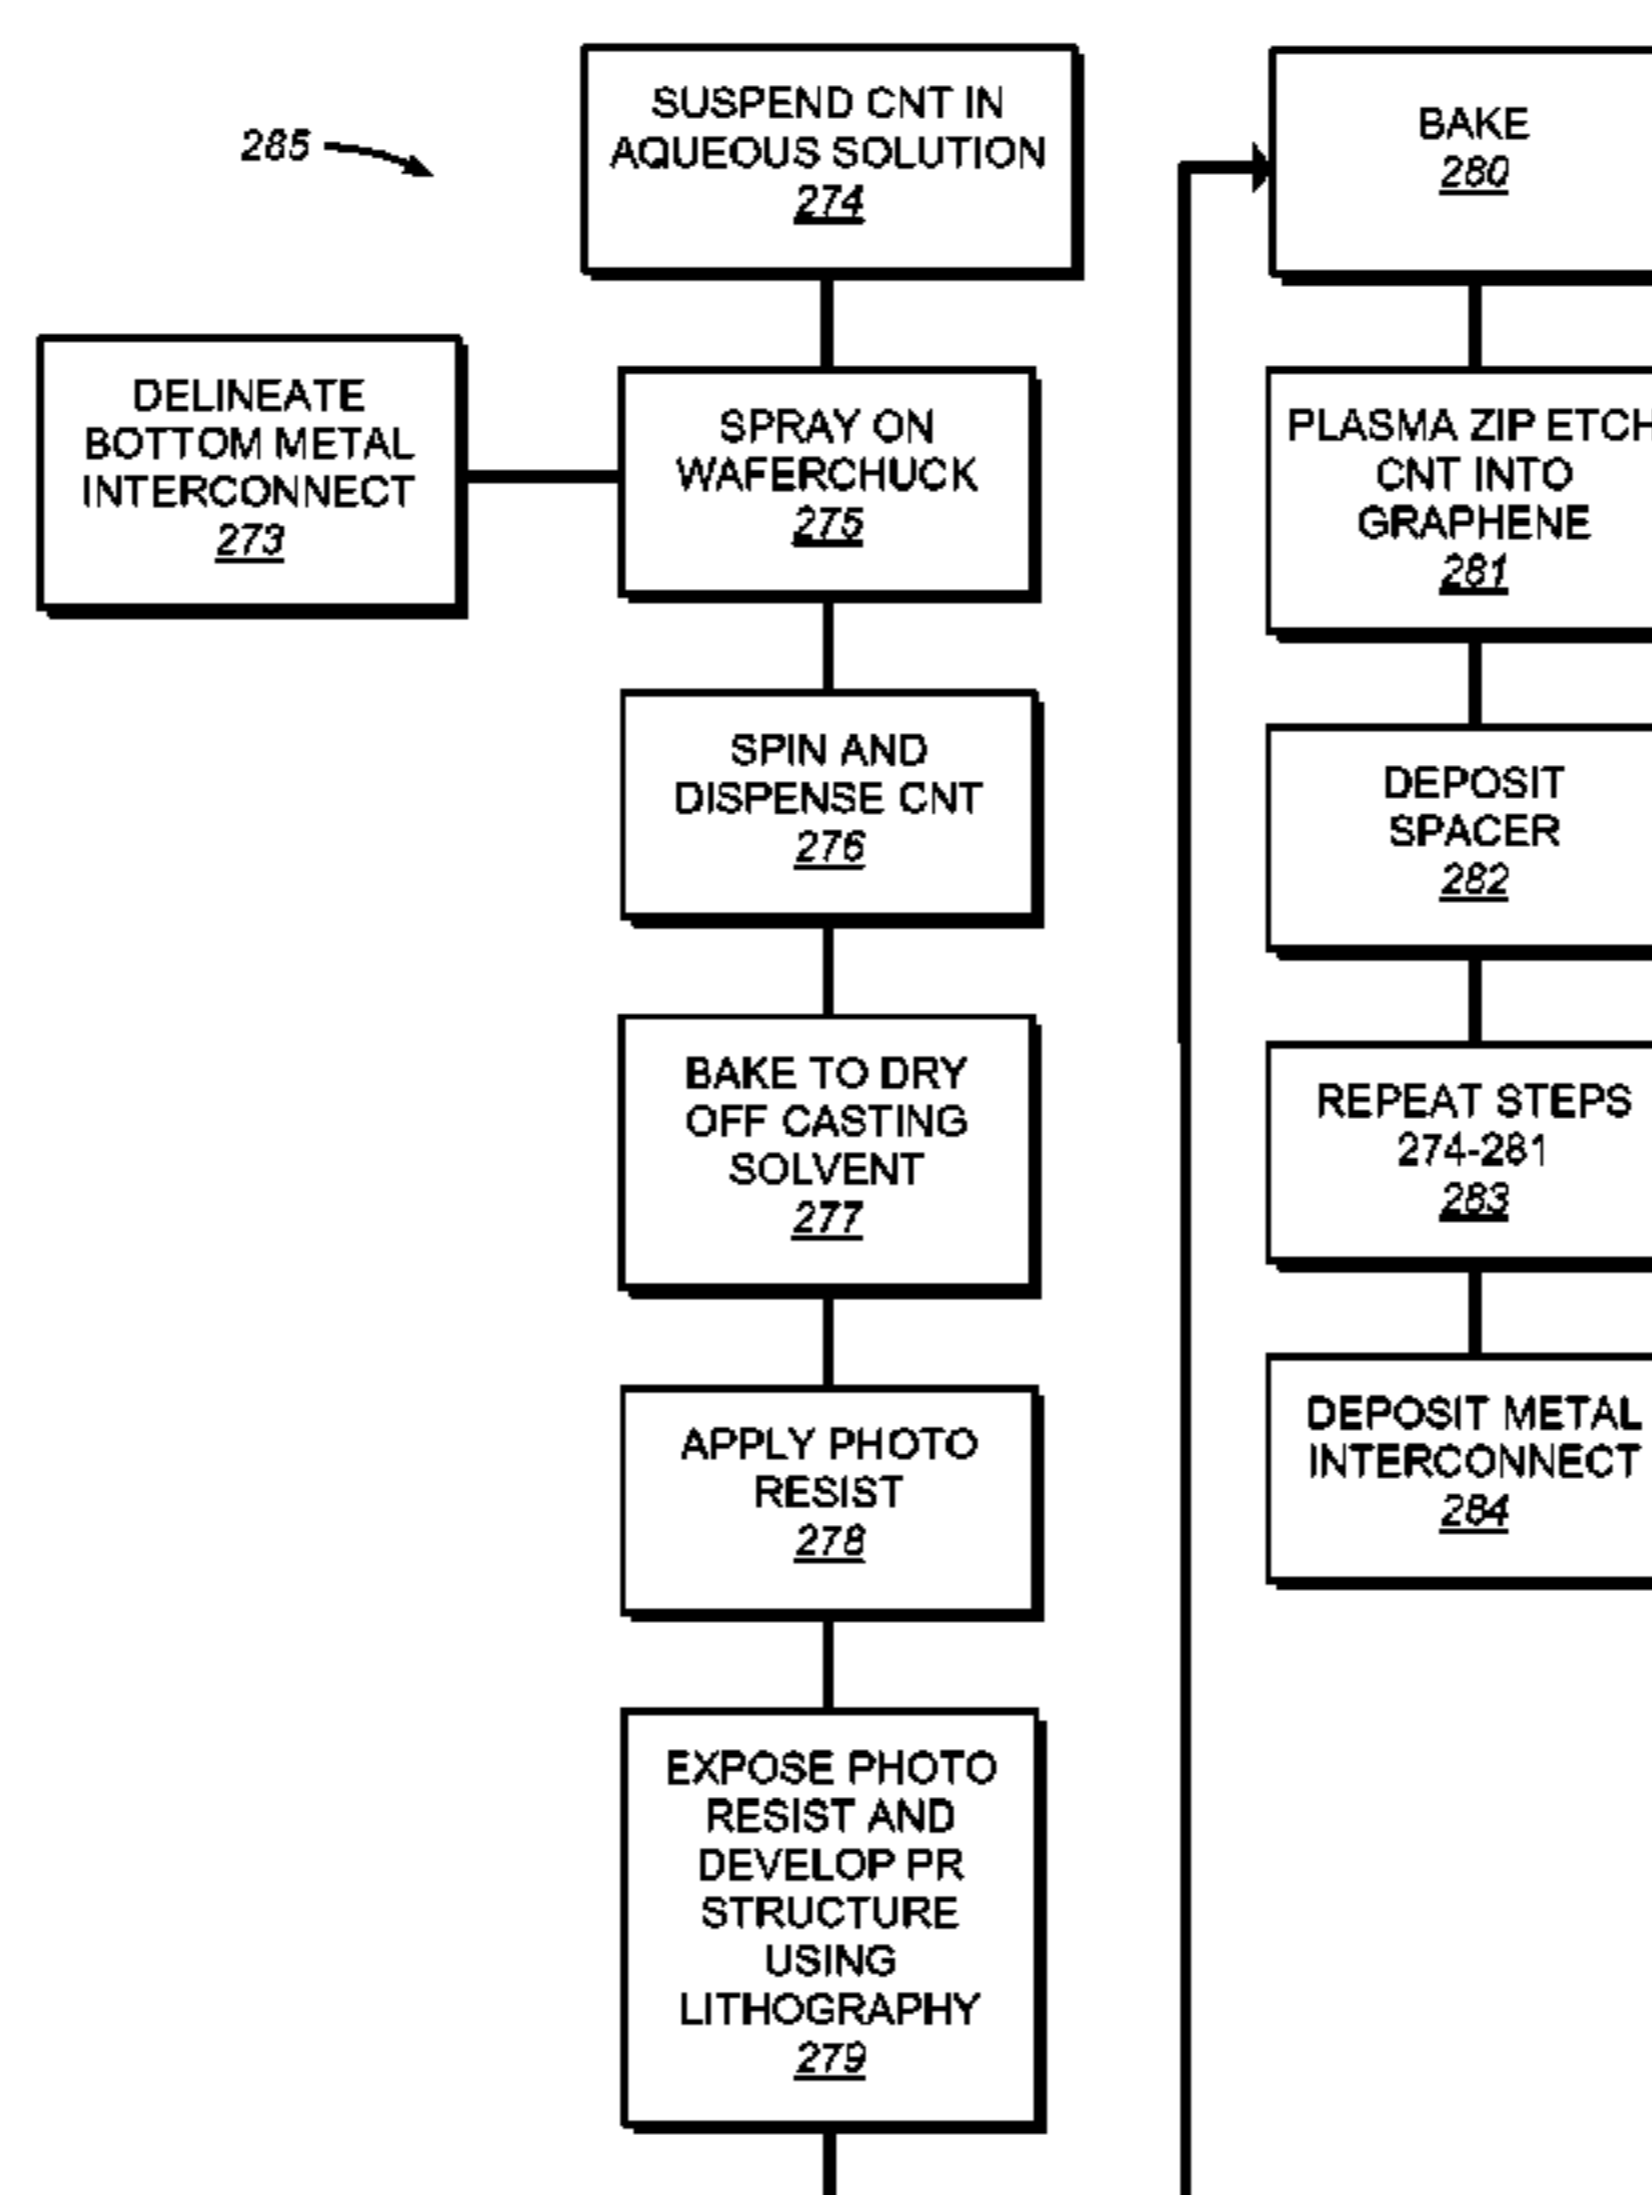 285
SUSPEND CNT IN
AQUEOUS SOLUTION
274
DELINEATE
BOTTOM METAL
INTERCONNECT
273
SPRAY ON
WAFERCHUCK
275
SPIN AND
DISPENSE CNT
276
BAKE TO DRY
OFF CASTING
SOLVENT
277
APPLY PHOTO
RESIST
278
EXPOSE PHOTO
RESIST AND
DEVELOP PR
STRUCTURE
USING
LITHOGRAPHY
279
BAKE
280
PLASMA ZIP ETCH
CNT INTO
GRAPHENE
281
DEPOSIT
SPACER
282
REPEAT STEPS
274-281
283
DEPOSIT METAL
INTERCONNECT
284